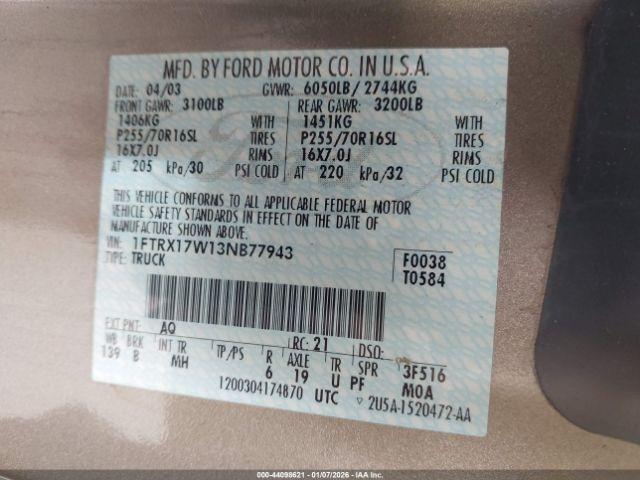 MFD. BY FORD MOTOR CO. IN U.S.A.
DATE: 04/03 GVWR: 6050LB/ 2744KG
FRONT GAWR: 3100LB REAR GAWR: 3200LB
1406KG WITH 1451KG WITH
P255/70R16SL TIRES P255/70R16SL TIRES
16X7.0J RIMS 16X7.0J RIMS
AT 205 kPa/30 PSI COLD AT 220 kPa/32 PSI COLD
THIS VEHICLE CONFORMS TO ALL APPLICABLE FEDERAL MOTOR
VEHICLE SAFETY STANDARDS IN EFFECT ON THE DATE OF
MANUFACTURE SHOWN ABOVE.
VIN: 1FTRX17W13NB77943 F0038
TYPE: TRUCK T0584
EXT PNT: AQ RC: 21 DSO:
WB BRK INT TR TP/PS R AXLE TR SPR 3F516
139 B MH 6 19 U PF M0A
1200304174870 UTC ▽ 2U5A-1520472-AA
© IAA Stock #: 44098621 - 01/07/2026 - IAAI.com